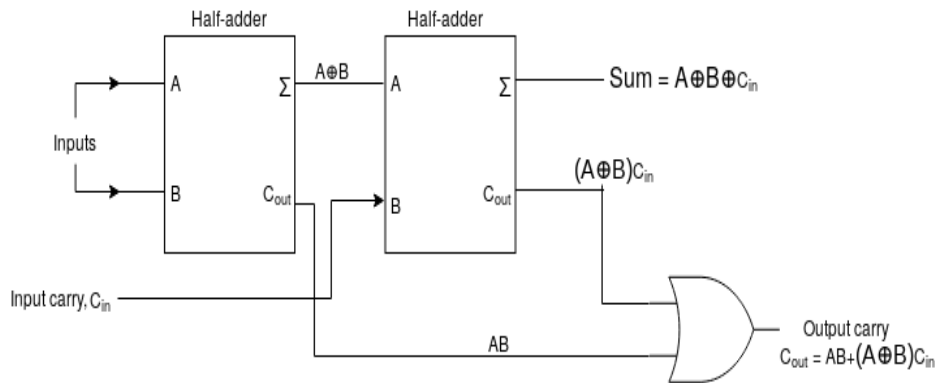 Half-adder
Half-adder
A
Σ
A⊕B
A
Σ
Sum = A⊕B⊕Cin
Inputs
(A⊕B)Cin
B
Cout
B
Cout
Input carry, Cin
AB
Output carry
Cout = AB+(A⊕B)Cin